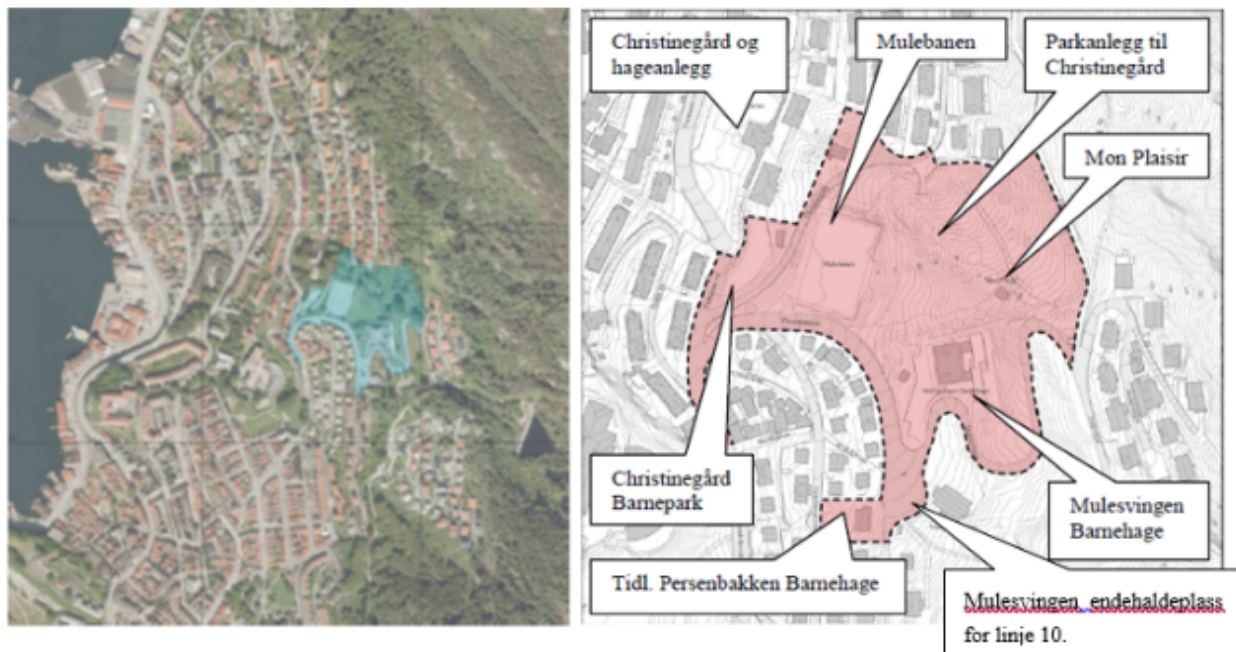 Christinegård og
hageanlegg
Mulebanen
Parkanlegg til
Christinegård
Mon Plaisir
Mulebanen
Christinegård
Barnepark
Mulesvingen
Barnehage
Tidl. Persenbakken Barnehage
Mulesvingen endehaldeplass
for linje 10.